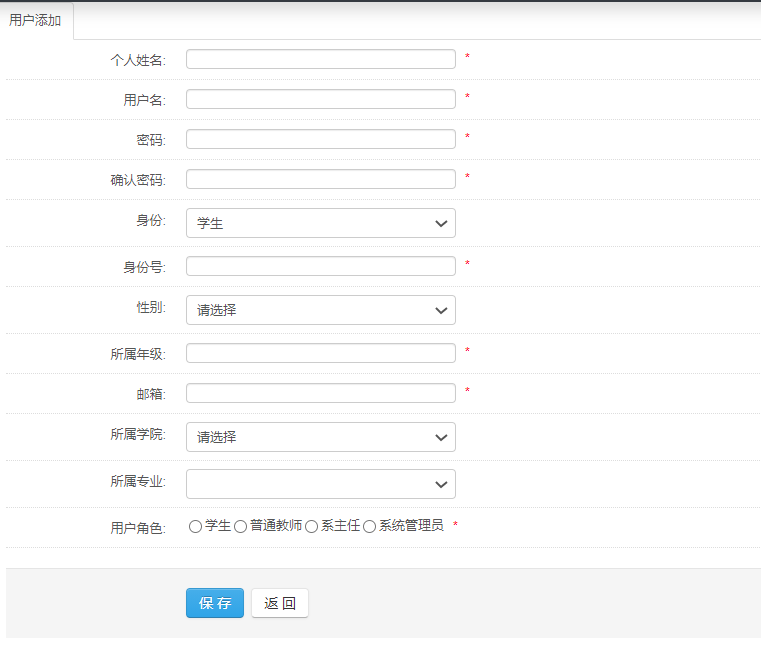 用户添加
个人姓名: *
用户名: *
密码: *
确认密码: *
身份: 学生
身份号: *
性别: 请选择
所属年级: *
邮箱: *
所属学院: 请选择
所属专业:
用户角色: 学生 普通教师 系主任 系统管理员 *
保 存 返 回